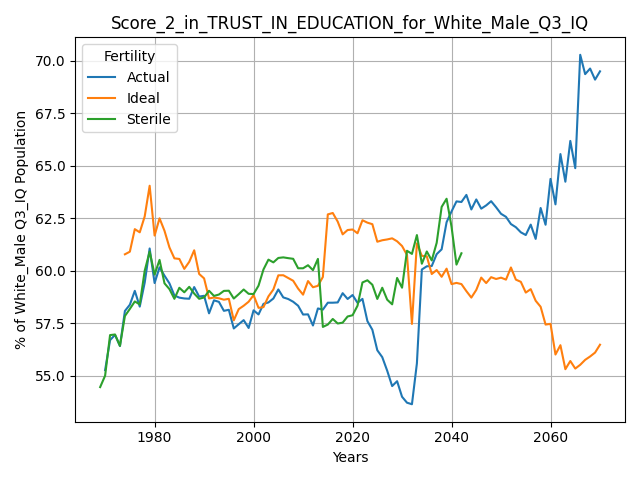 Score_2_in_TRUST_IN_EDUCATION_for_White_Male_Q3_IQ
% of White_Male Q3_IQ Population
70.0
67.5
65.0
62.5
60.0
57.5
55.0
Fertility
Actual
Ideal
Sterile
1980
2000
2020
2040
2060
Years